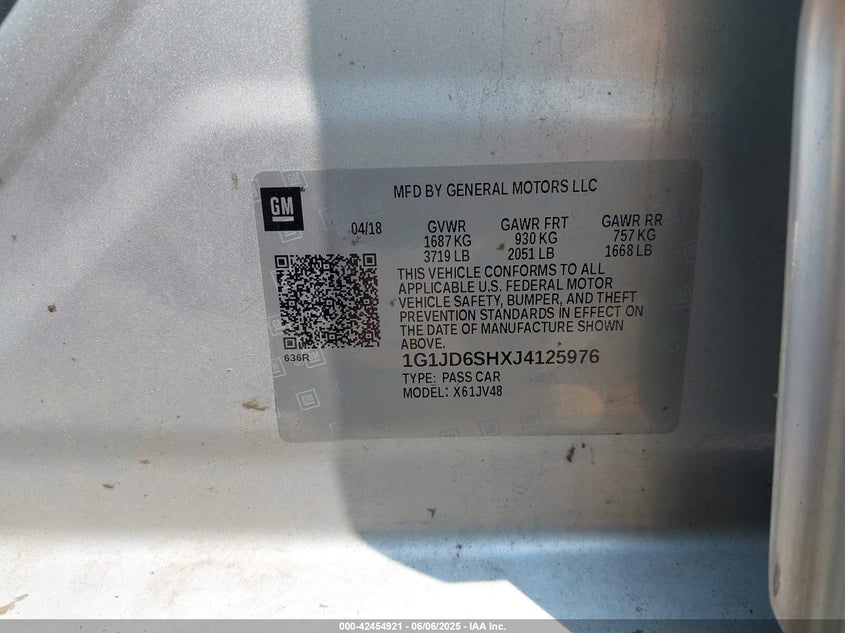 GM
MFD BY GENERAL MOTORS LLC
04/18
GVWR
1687 KG
3719 LB
GAWR FRT
930 KG
2051 LB
GAWR RR
757 KG
1668 LB
THIS VEHICLE CONFORMS TO ALL
APPLICABLE U.S. FEDERAL MOTOR
VEHICLE SAFETY, BUMPER, AND THEFT
PREVENTION STANDARDS IN EFFECT ON
THE DATE OF MANUFACTURE SHOWN
ABOVE.
636R
1G1JD6SHXJ4125976
TYPE: PASS CAR
MODEL: X61JV48
000-42454921 - 06/06/2025 - IAA Inc.